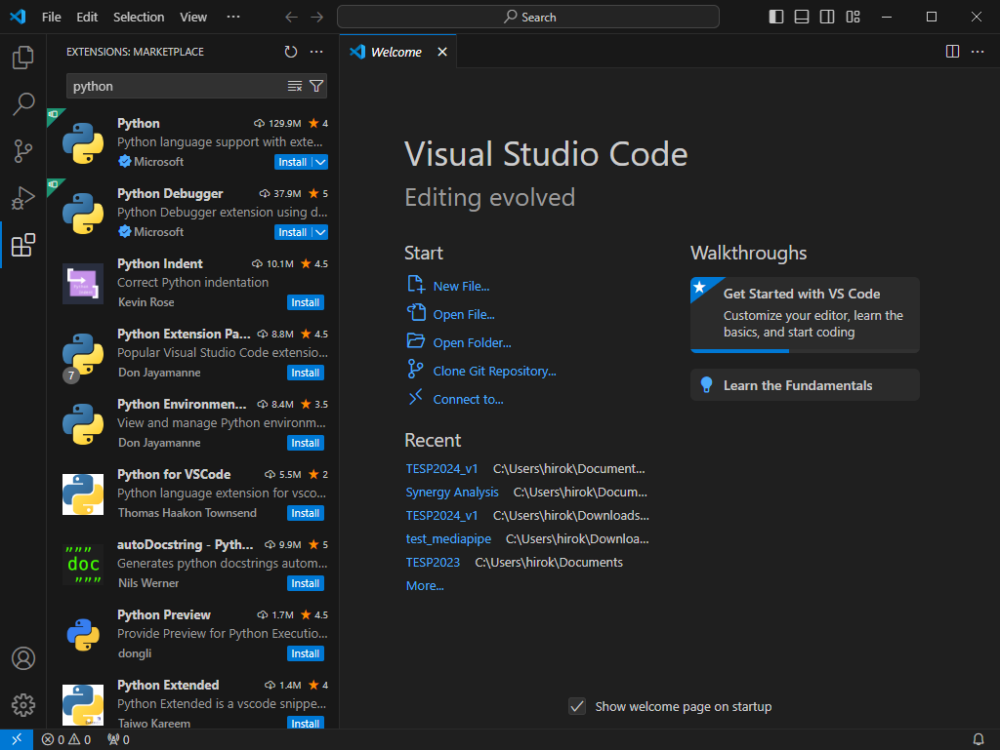 File Edit Selection View ··· Search
EXTENSIONS: MARKETPLACE
Welcome
python
Python 129.9M 4
Python language support with exte...
Microsoft Install
Python Debugger 37.9M 5
Python Debugger extension using d...
Microsoft Install
Python Indent 10.1M 4.5
Correct Python indentation
Kevin Rose Install
Python Extension Pa... 8.8M 4.5
Popular Visual Studio Code extensio...
7 Don Jayamanne Install
Python Environmen... 8.4M 3.5
View and manage Python environm...
Don Jayamanne Install
Python for VSCode 5.5M 2
Python language extension for vsco...
Thomas Haakon Townsend Install
autoDocstring - Pyth... 9.9M 5
"""
doc
"""
Generates python docstrings autom...
Nils Werner Install
Python Preview 1.7M 4.5
Provide Preview for Python Executio...
dongli Install
Python Extended 1.4M 4
Python Extended is a vscode snippe...
Taiwo Kareem Install
Visual Studio Code
Editing evolved
Start
New File...
Open File...
Open Folder...
Clone Git Repository...
Connect to...
Recent
TESP2024_v1 C:\Users\hirok\Document...
Synergy Analysis C:\Users\hirok\Docum...
TESP2024_v1 C:\Users\hirok\Downloads...
test_mediapipe C:\Users\hirok\Downloa...
TESP2023 C:\Users\hirok\Documents
More...
Walkthroughs
Get Started with VS Code
Customize your editor, learn the
basics, and start coding
Learn the Fundamentals
Show welcome page on startup
0 0 0